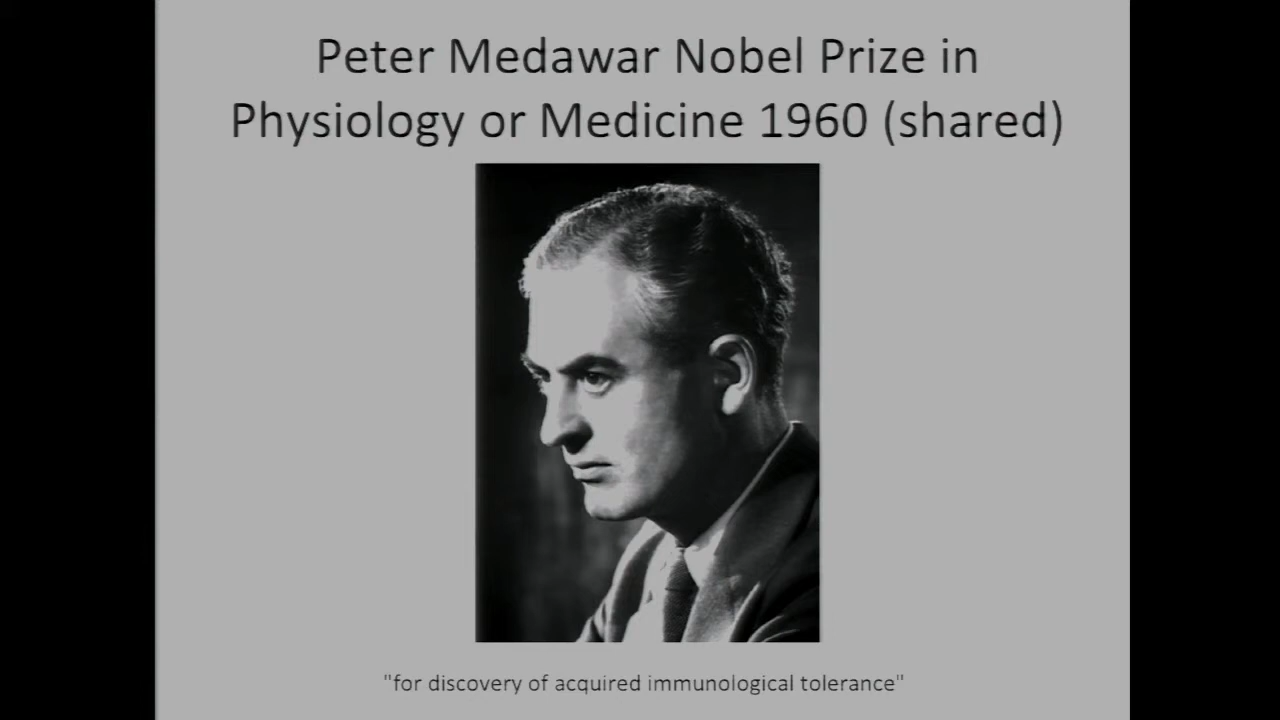 Peter Medawar Nobel Prize in
Physiology or Medicine 1960 (shared)
"for discovery of acquired immunological tolerance"